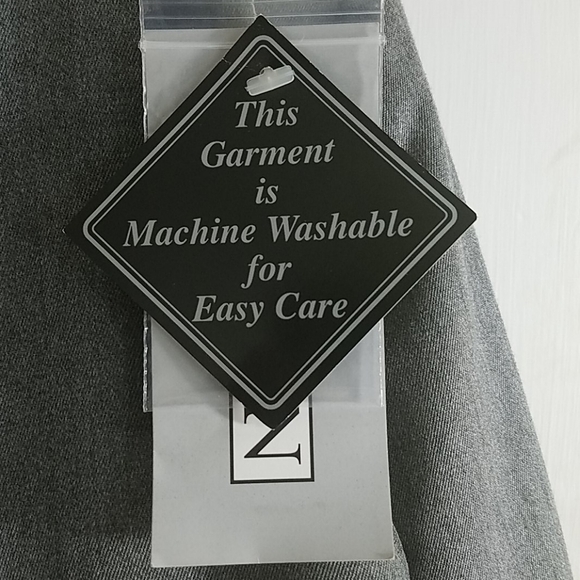 This
Garment
is
Machine Washable
for
Easy Care
N